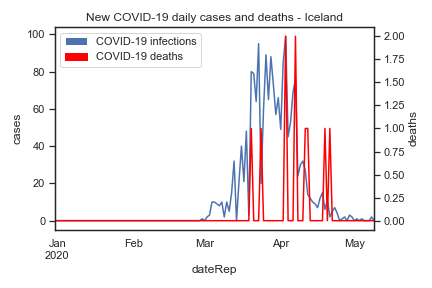 New COVID-19 daily cases and deaths - Iceland
COVID-19 infections
COVID-19 deaths
100
80
60
40
20
0
cases
2.00
1.75
1.50
1.25
1.00
0.75
0.50
0.25
0.00
deaths
Jan
2020
Feb
Mar
Apr
May
dateRep